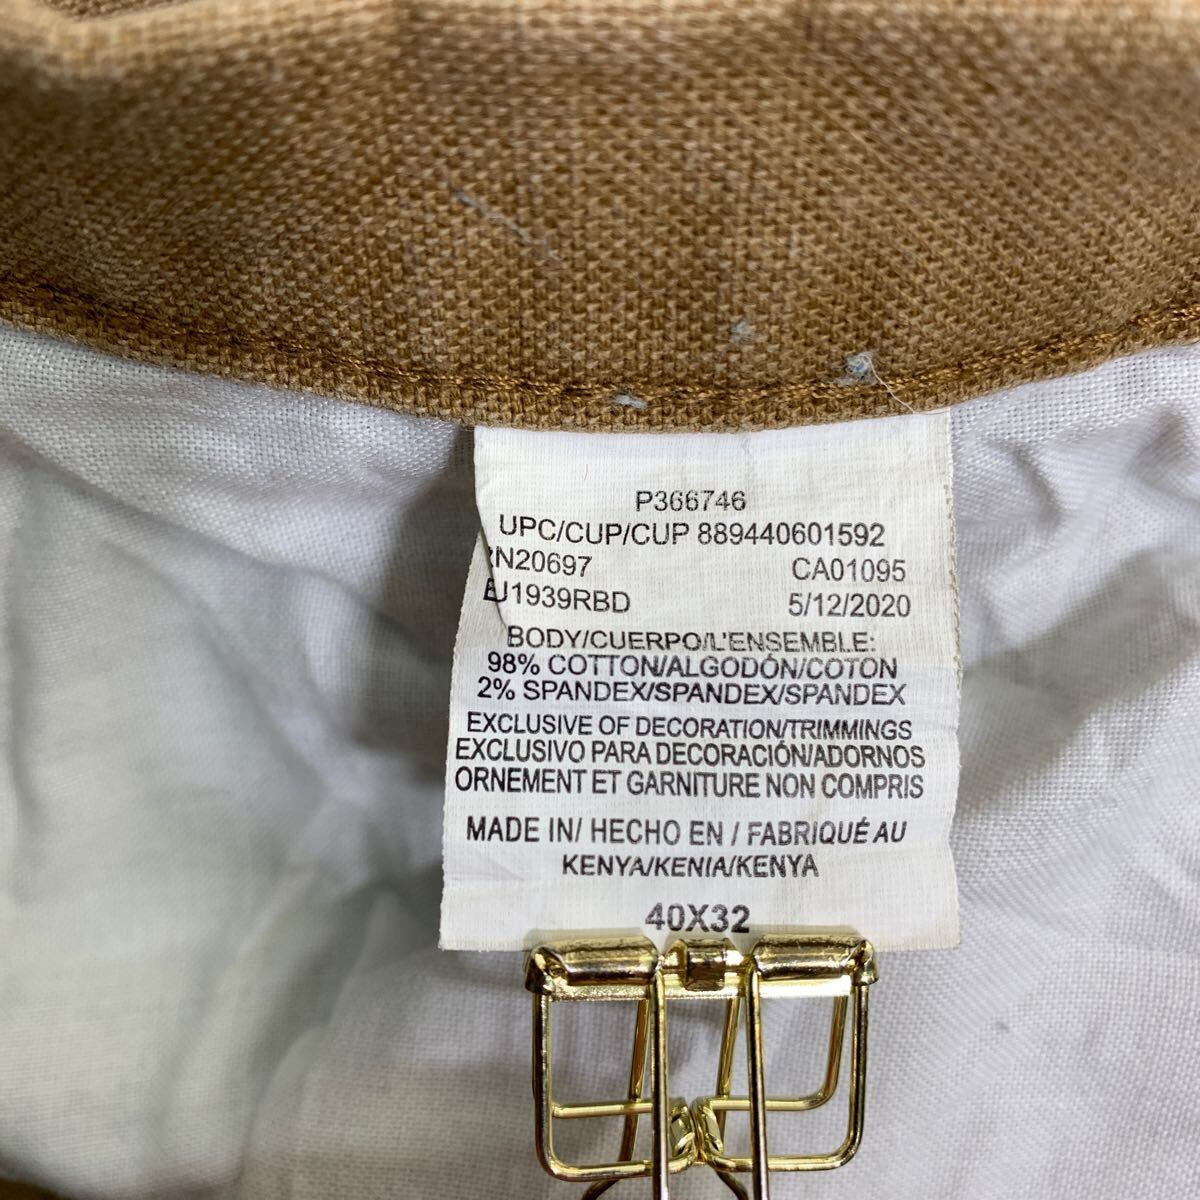 P366746
UPC/CUP/CUP 889440601592
RN20697 CA01095
EJ1939RBD 5/12/2020
BODY/CUERPO/L'ENSEMBLE:
98% COTTON/ALGODÓN/COTON
2% SPANDEX/SPANDEX/SPANDEX
EXCLUSIVE OF DECORATION/TRIMMINGS
EXCLUSIVO PARA DECORACIÓN/ADORNOS
ORNEMENT ET GARNITURE NON COMPRIS
MADE IN/ HECHO EN / FABRIQUÉ AU
KENYA/KENIA/KENYA
40X32